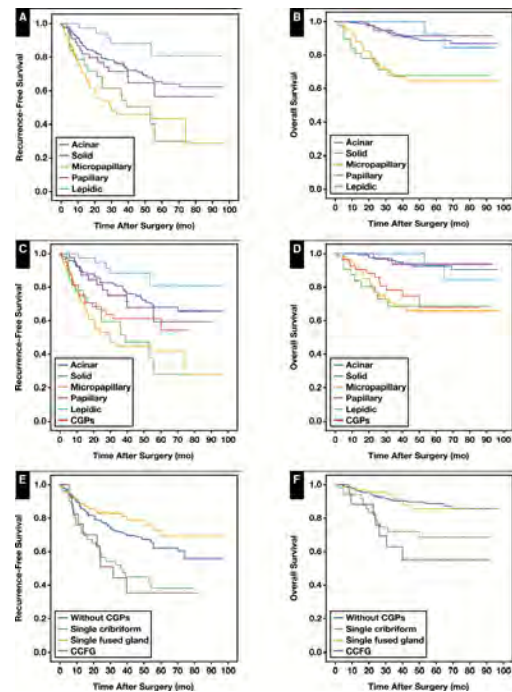 A
Recurrence-Free Survival
1.0
0.8
0.6
0.4
0.2
0.0
Acinar
Solid
Micropapillary
Papillary
Lepidic
0 10 20 30 40 50 60 70 80 90 100
Time After Surgery (mo)
B
Overall Survival
1.0
0.8
0.6
0.4
0.2
0.0
Acinar
Solid
Micropapillary
Papillary
Lepidic
0 10 20 30 40 50 60 70 80 90 100
Time After Surgery (mo)
C
Recurrence-Free Survival
1.0
0.8
0.6
0.4
0.2
0.0
Acinar
Solid
Micropapillary
Papillary
Lepidic
CGPs
0 10 20 30 40 50 60 70 80 90 100
Time After Surgery (mo)
D
Overall Survival
1.0
0.8
0.6
0.4
0.2
0.0
Acinar
Solid
Micropapillary
Papillary
Lepidic
CGPs
0 10 20 30 40 50 60 70 80 90 100
Time After Surgery (mo)
E
Recurrence-Free Survival
1.0
0.8
0.6
0.4
0.2
0.0
Without CGPs
Single cribriform
Single fused gland
CCFG
0 10 20 30 40 50 60 70 80 90 100
Time After Surgery (mo)
F
Overall Survival
1.0
0.8
0.6
0.4
0.2
0.0
Without CGPs
Single cribriform
Single fused gland
CCFG
0 10 20 30 40 50 60 70 80 90 100
Time After Surgery (mo)